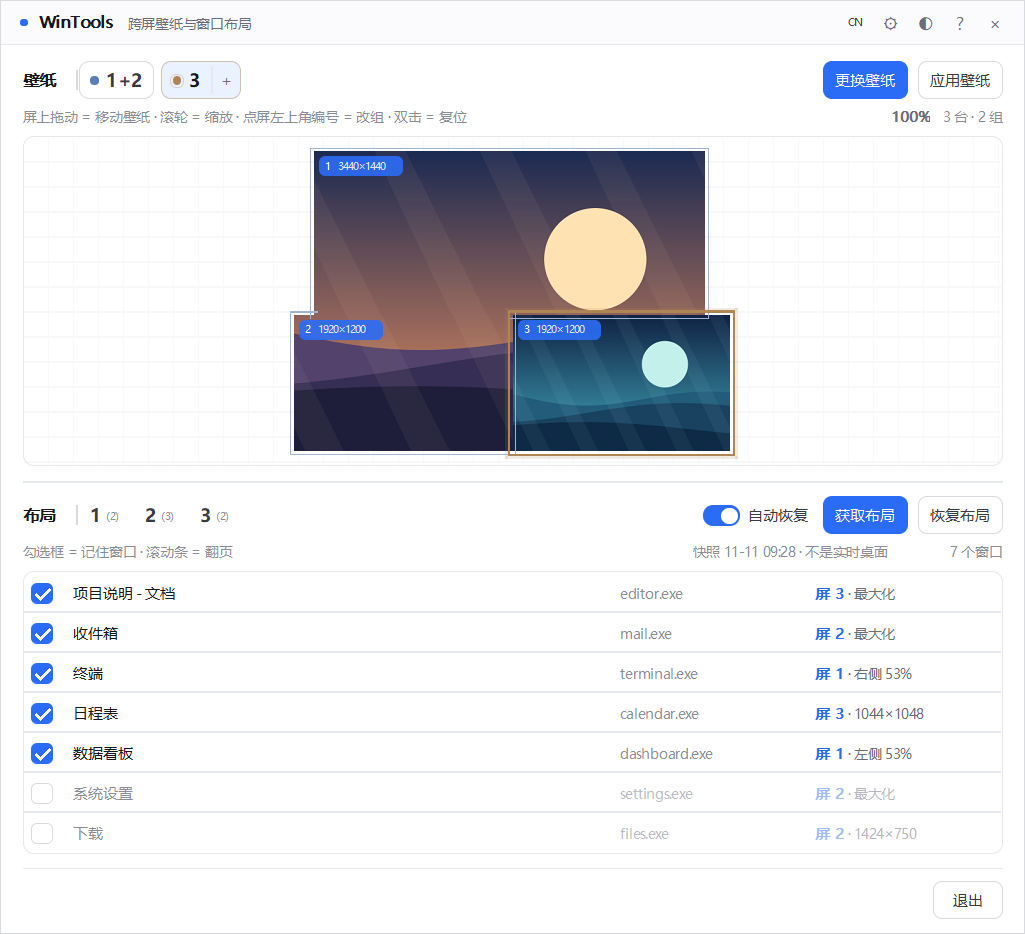 WinTools 跨屏壁纸与窗口布局 CN ? ×
壁纸 1+2 3 + 更换壁纸 应用壁纸
屏上拖动 = 移动壁纸 · 滚轮 = 缩放 · 点屏左上角编号 = 改组 · 双击 = 复位 100% 3 台 · 2 组
1 3440×1440
2 1920×1200
3 1920×1200
布局 1 (2) 2 (3) 3 (2) 自动恢复 获取布局 恢复布局
勾选框 = 记住窗口 · 滚动条 = 翻页 快照 11-11 09:28 · 不是实时桌面 7 个窗口
项目说明 - 文档 editor.exe 屏 3 · 最大化
收件箱 mail.exe 屏 2 · 最大化
终端 terminal.exe 屏 1 · 右侧 53%
日程表 calendar.exe 屏 3 · 1044×1048
数据看板 dashboard.exe 屏 1 · 左侧 53%
系统设置 settings.exe 屏 2 · 最大化
下载 files.exe 屏 2 · 1424×750
退出